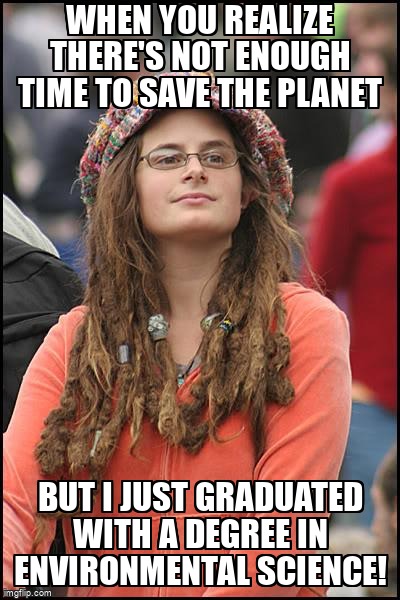 WHEN YOU REALIZE
THERE'S NOT ENOUGH
TIME TO SAVE THE PLANET
BUT I JUST GRADUATED
WITH A DEGREE IN
ENVIRONMENTAL SCIENCE!
imgflip.com